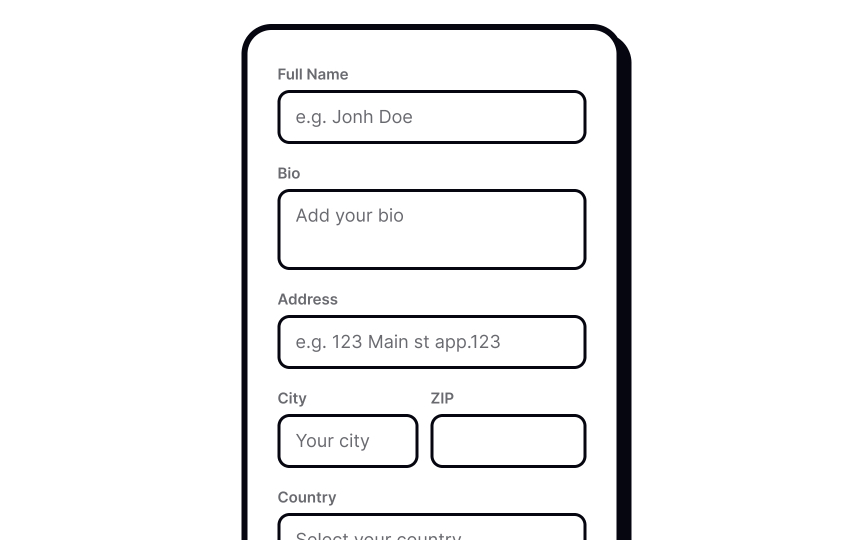 Full Name
e.g. Jonh Doe
Bio
Add your bio
Address
e.g. 123 Main st app.123
City
ZIP
Your city
Country
Select your country